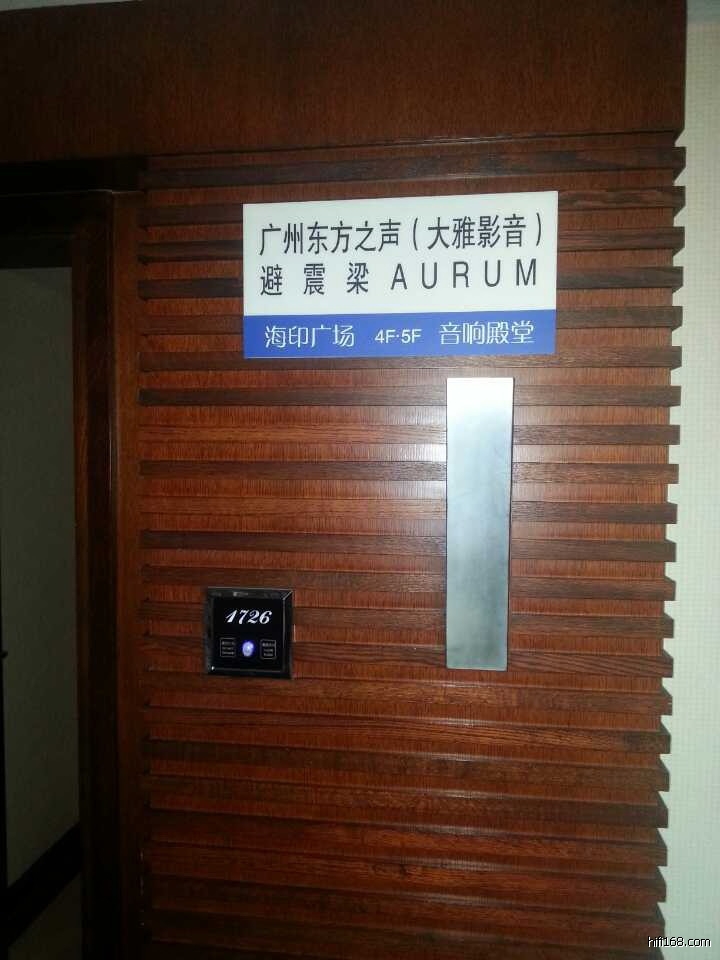 广州东方之声（大雅影音）
避震梁 AURUM
海印广场 4F·5F 音响殿堂
1726
hifi168.com